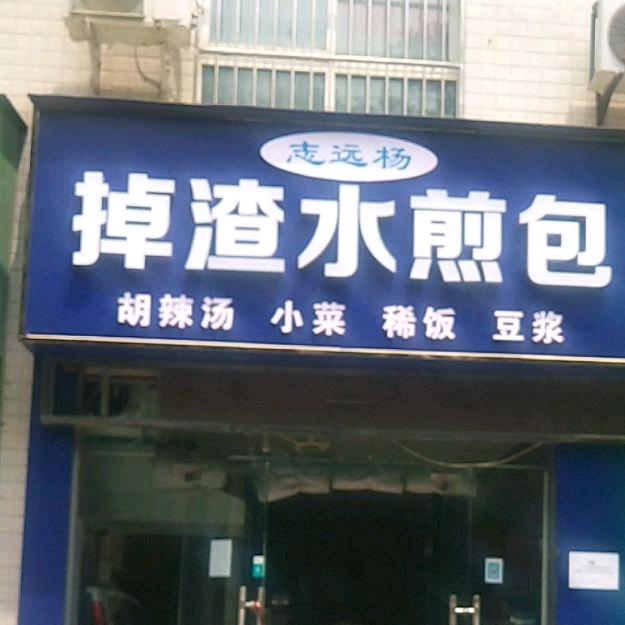 志远杨
掉渣水煎包
胡辣汤 小菜 稀饭 豆浆